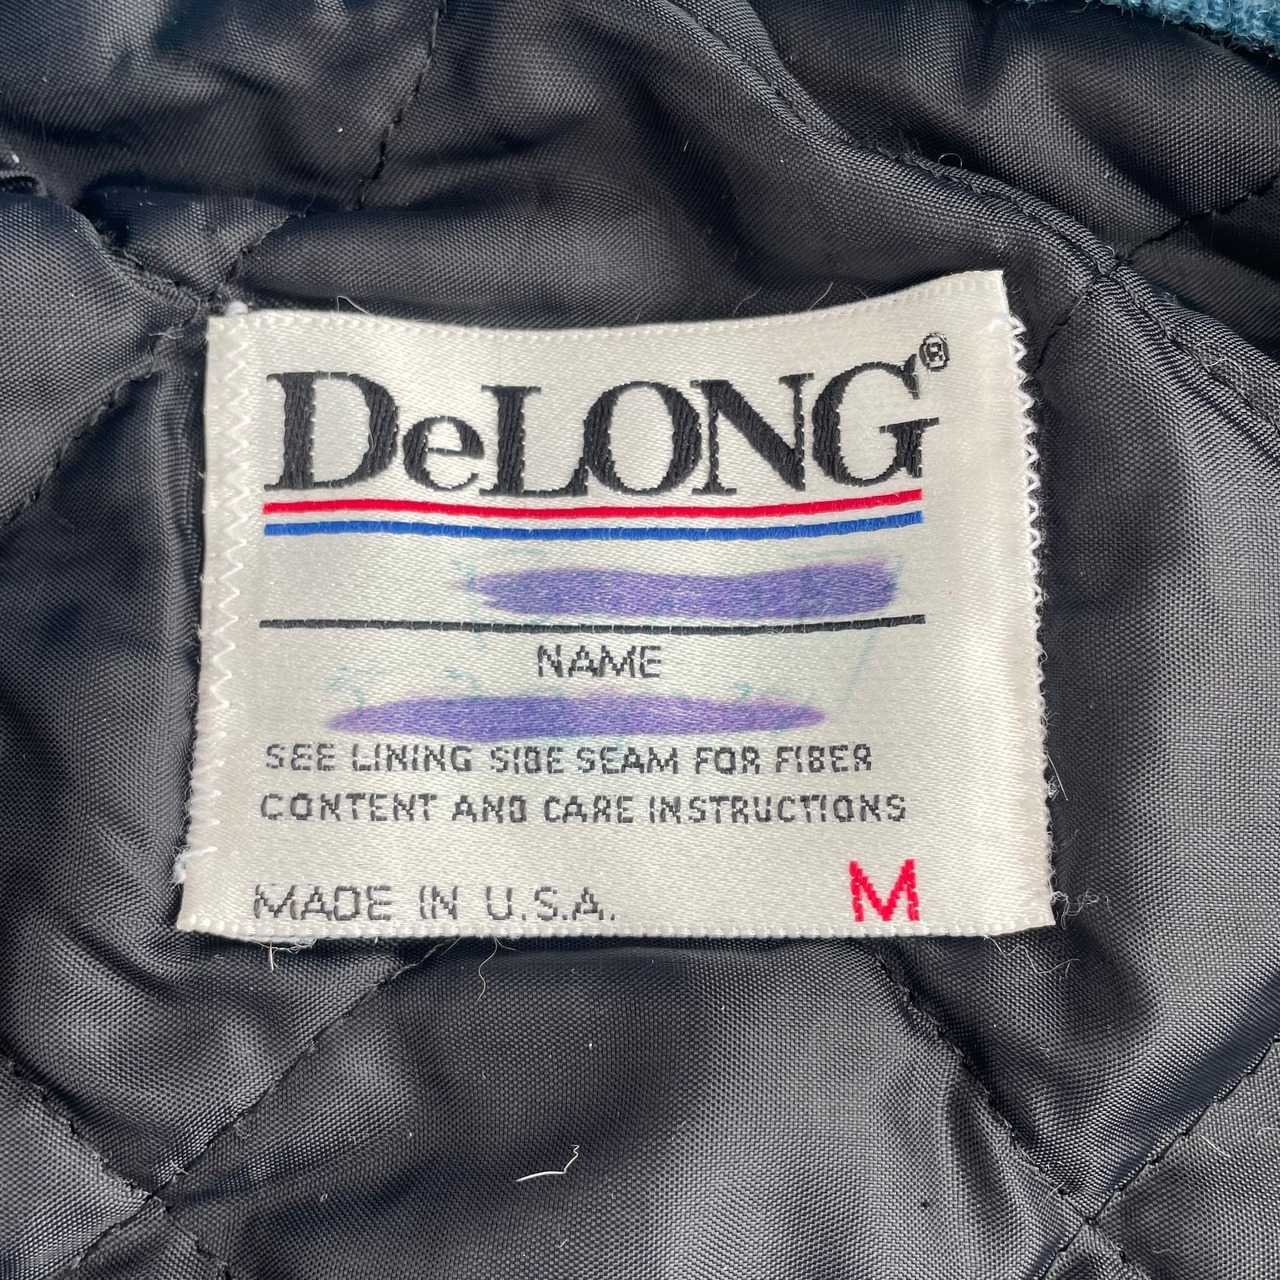 DeLONG®
NAME
SEE LINING SIDE SEAM FOR FIBER
CONTENT AND CARE INSTRUCTIONS
MADE IN U.S.A.
M